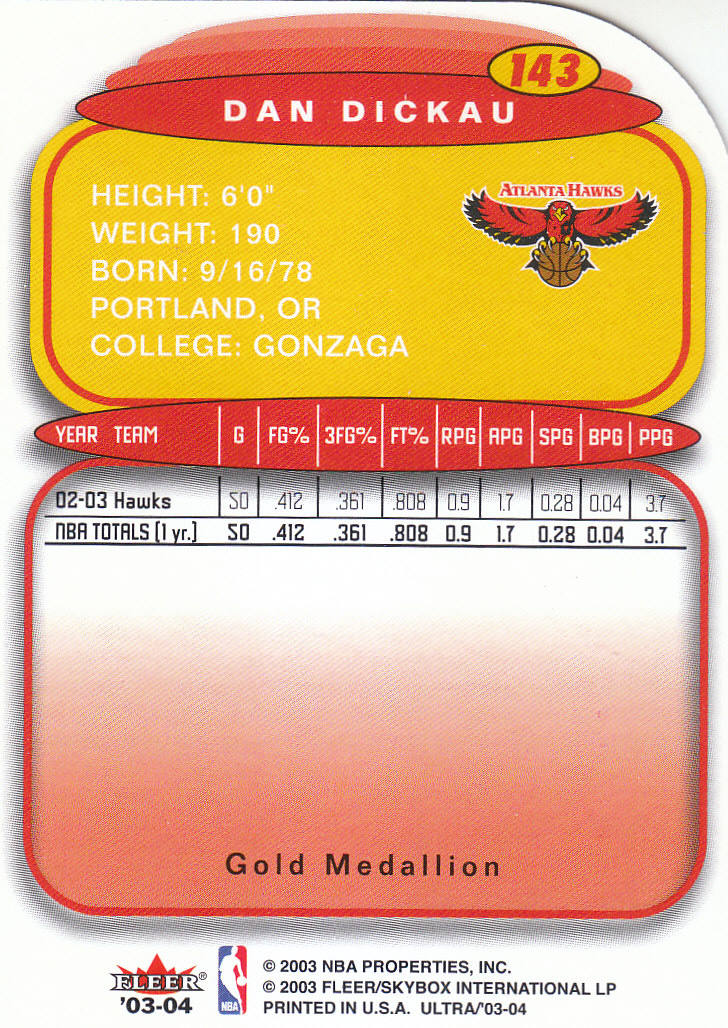 143
DAN DICKAU
ATLANTA HAWKS
HEIGHT: 6'0"
WEIGHT: 190
BORN: 9/16/78
PORTLAND, OR
COLLEGE: GONZAGA
YEAR TEAM G FG% 3FG% FT% RPG APG SPG BPG PPG
02-03 Hawks 50 .412 .361 .808 0.9 1.7 0.28 0.04 3.7
NBA TOTALS (1 yr.) 50 .412 .361 .808 0.9 1.7 0.28 0.04 3.7
Gold Medallion
FLEER®
'03-04
NBA
© 2003 NBA PROPERTIES, INC.
© 2003 FLEER/SKYBOX INTERNATIONAL LP
PRINTED IN U.S.A. ULTRA/'03-04